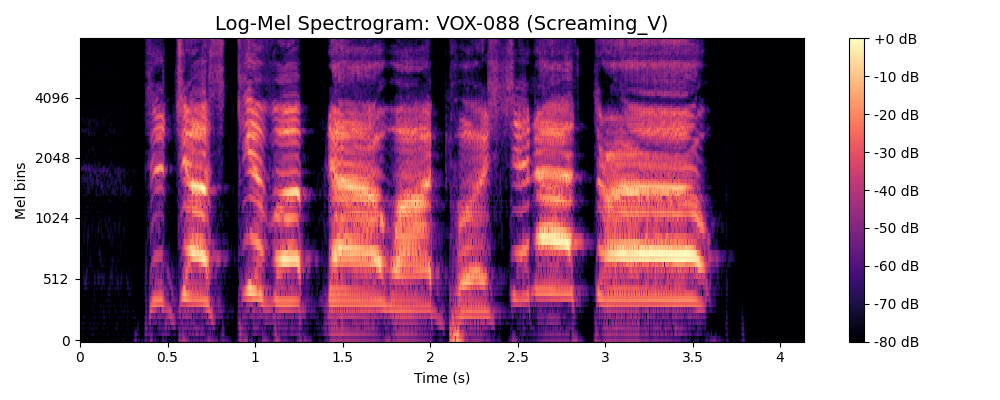 Log-Mel Spectrogram: VOX-088 (Screaming_V)
Mel bins
4096
2048
1024
512
0
0
0.5
1
1.5
2
2.5
3
3.5
4
Time (s)
+0 dB
-10 dB
-20 dB
-30 dB
-40 dB
-50 dB
-60 dB
-70 dB
-80 dB